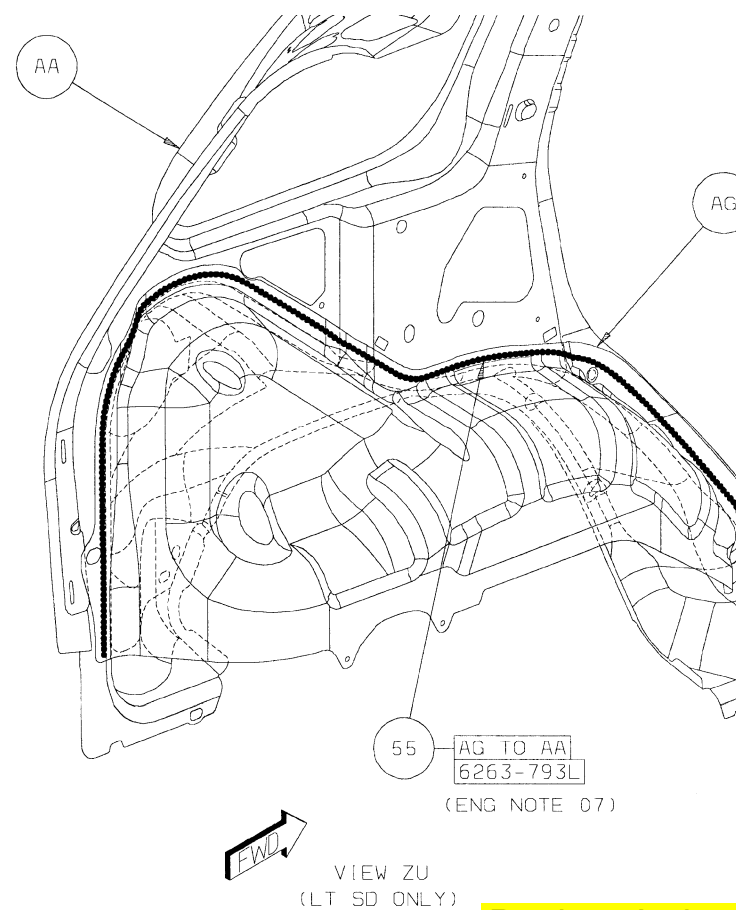 AA
AG
55
AG TO AA
6263-793L
(ENG NOTE 07)
FWD
VIEW ZU
(LT SD ONLY)